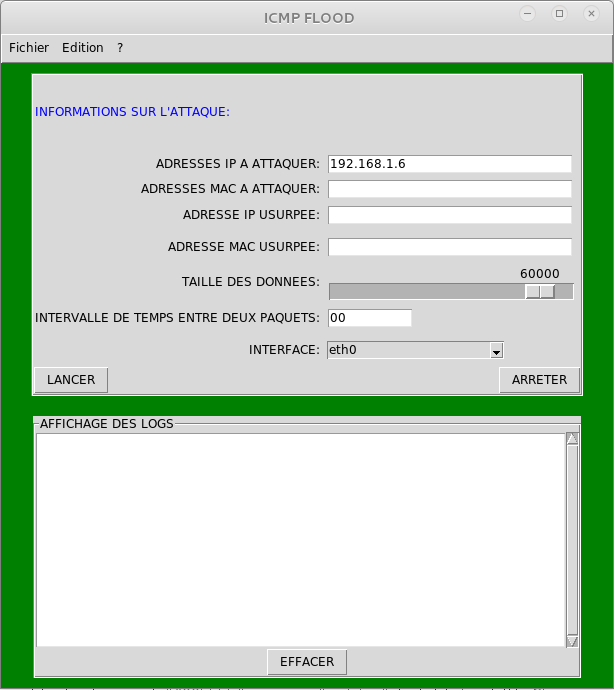 ICMP FLOOD
Fichier Edition ?
INFORMATIONS SUR L'ATTAQUE:
ADRESSES IP A ATTAQUER: 192.168.1.6
ADRESSES MAC A ATTAQUER:
ADRESSE IP USURPEE:
ADRESSE MAC USURPEE:
60000
TAILLE DES DONNEES:
INTERVALLE DE TEMPS ENTRE DEUX PAQUETS: 00
INTERFACE: eth0
LANCER ARRETER
AFFICHAGE DES LOGS
EFFACER